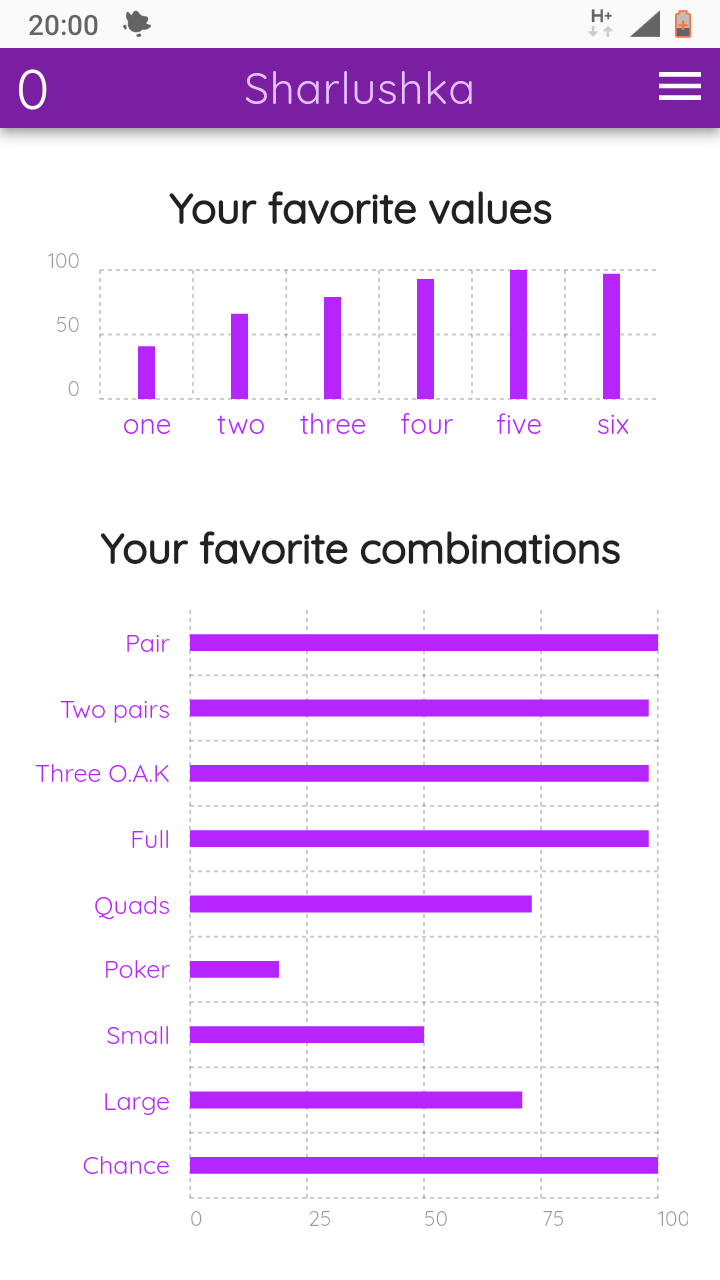 20:00 H+
0 Sharlushka
Your favorite values
100
50
0
one two three four five six
Your favorite combinations
Pair
Two pairs
Three O.A.K
Full
Quads
Poker
Small
Large
Chance
0 25 50 75 100